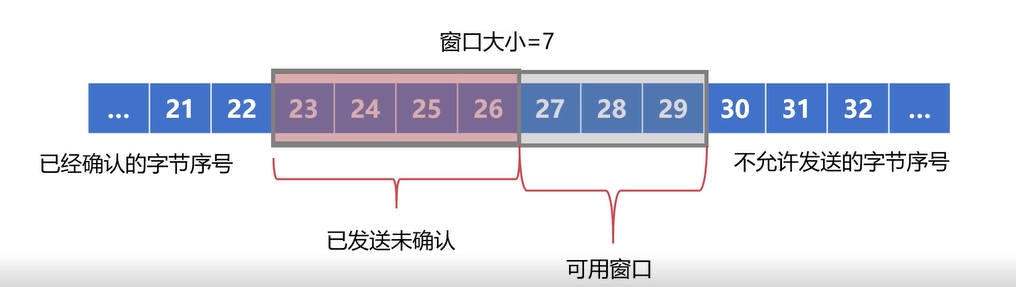 窗口大小=7
... 21 22 23 24 25 26 27 28 29 30 31 32 ...
已经确认的字节序号
不允许发送的字节序号
已发送未确认
可用窗口